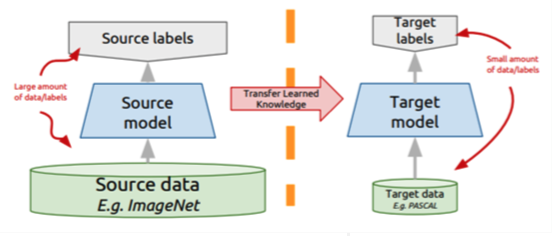 Source labels
Large amount
of data/labels
Source
model
Source data
E.g. ImageNet
Transfer Learned
Knowledge
Target
labels
Small amount
of data/labels
Target
model
Target data
E.g. PASCAL